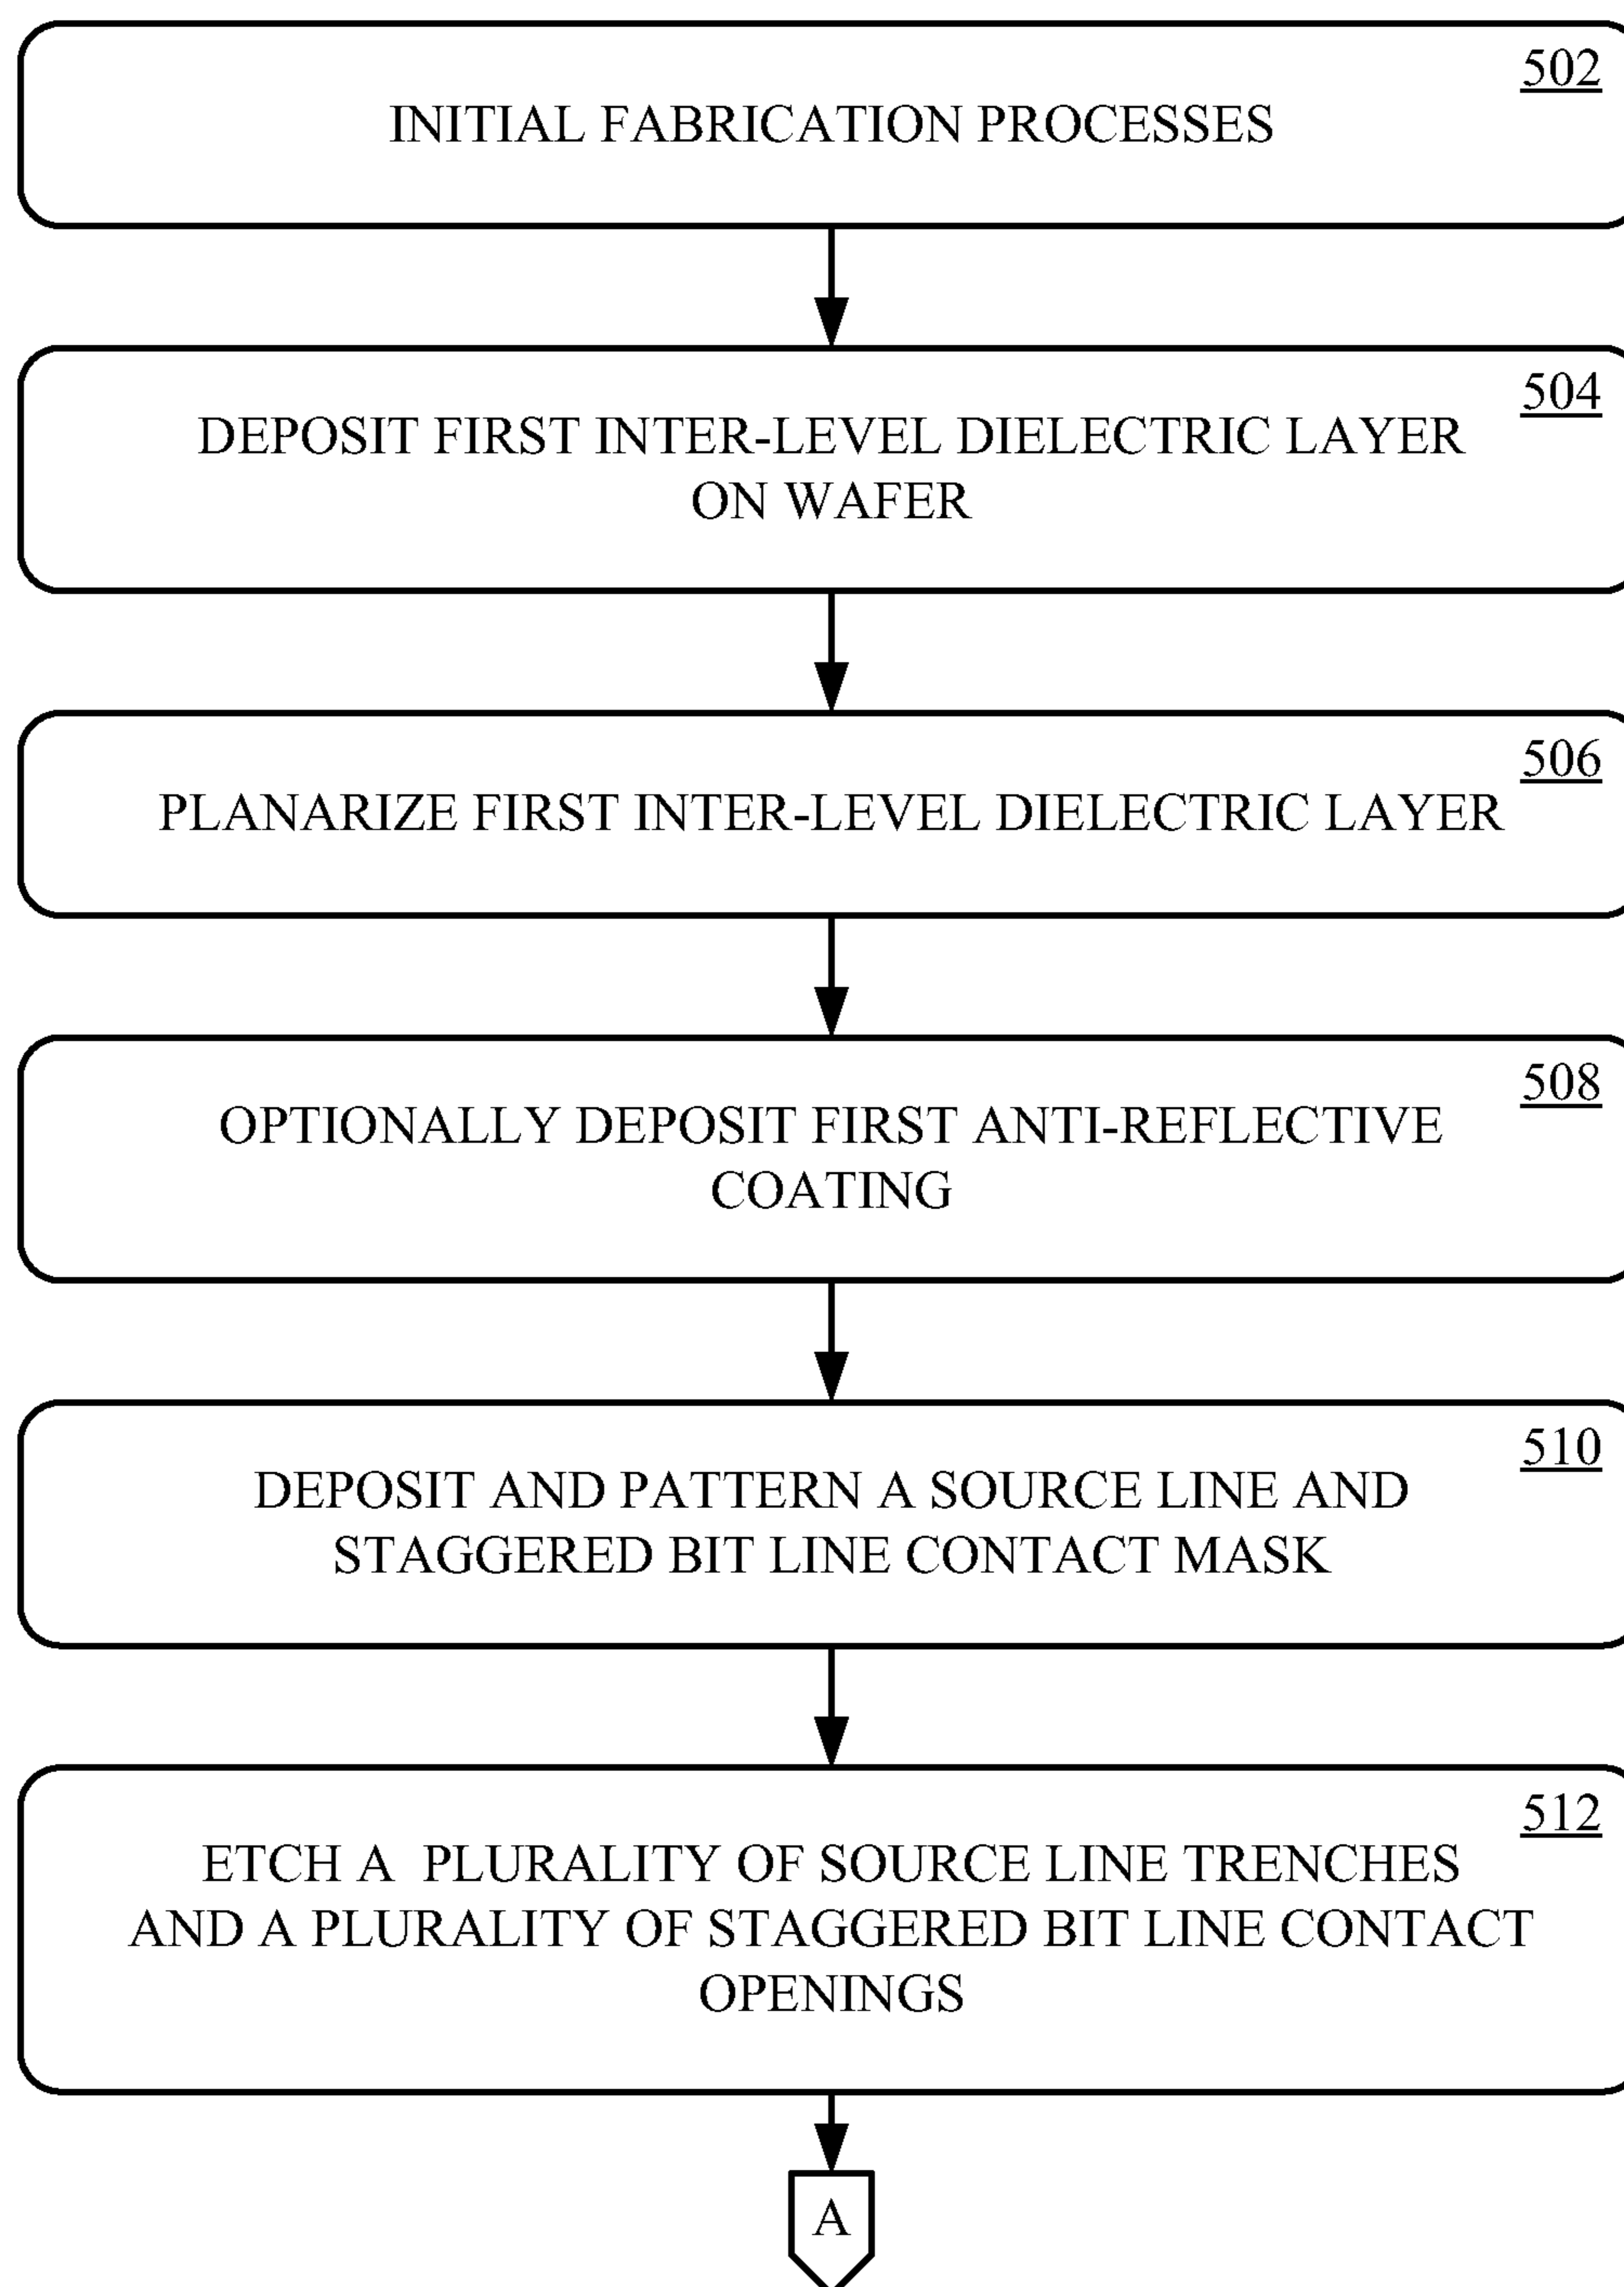 502
INITIAL FABRICATION PROCESSES
504
DEPOSIT FIRST INTER-LEVEL DIELECTRIC LAYER
ON WAFER
506
PLANARIZE FIRST INTER-LEVEL DIELECTRIC LAYER
508
OPTIONALLY DEPOSIT FIRST ANTI-REFLECTIVE
COATING
510
DEPOSIT AND PATTERN A SOURCE LINE AND
STAGGERED BIT LINE CONTACT MASK
512
ETCH A PLURALITY OF SOURCE LINE TRENCHES
AND A PLURALITY OF STAGGERED BIT LINE CONTACT
OPENINGS
A